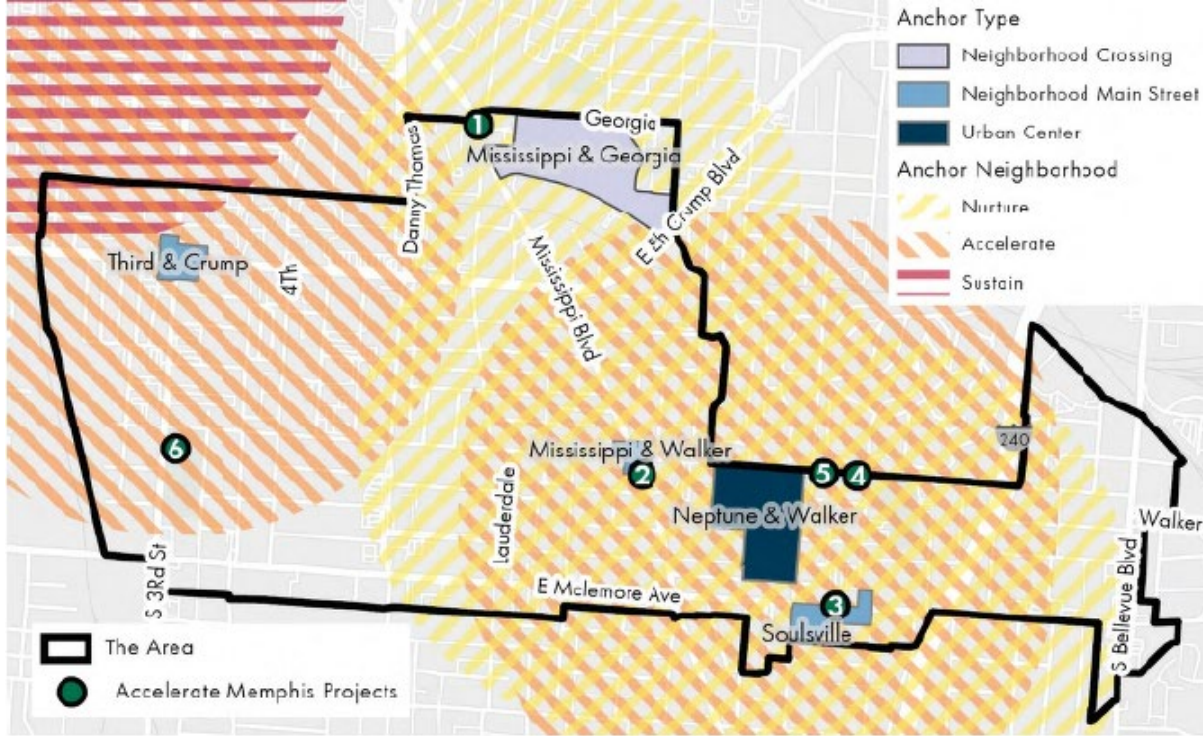 Anchor Type
Neighborhood Crossing
Neighborhood Main Street
Urban Center
Anchor Neighborhood
Nurture
Accelerate
Sustain
1
Georgia
Mississippi & Georgia
Danny Thomas
E Eh Crump Blvd
Third & Crump
4Th
Mississippi Blvd
240
6
Mississippi & Walker
2
5
4
Lauderdale
Neptune & Walker
Walker
S 3Rd St
E Mclemore Ave
3
Soulsville
S Bellevue Blvd
The Area
Accelerate Memphis Projects